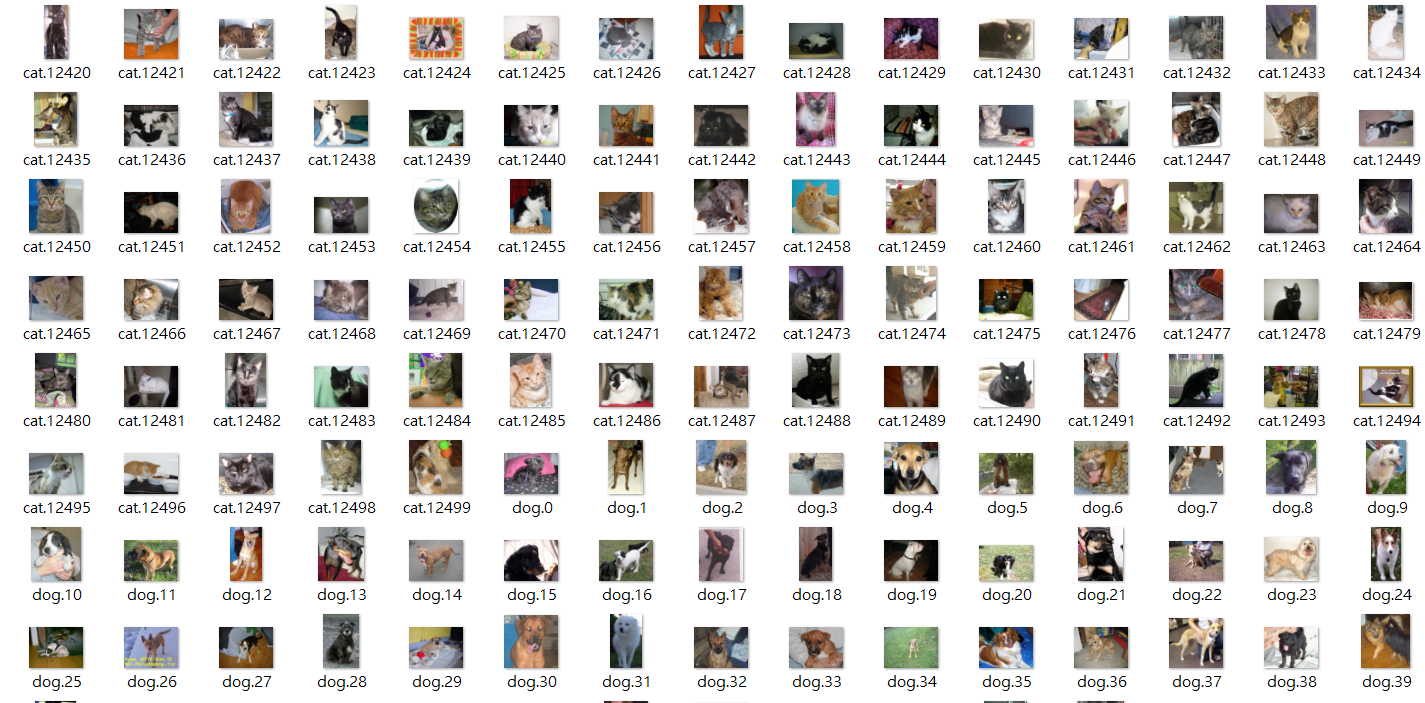 cat.12420 cat.12421 cat.12422 cat.12423 cat.12424 cat.12425 cat.12426 cat.12427 cat.12428 cat.12429 cat.12430 cat.12431 cat.12432 cat.12433 cat.12434
cat.12435 cat.12436 cat.12437 cat.12438 cat.12439 cat.12440 cat.12441 cat.12442 cat.12443 cat.12444 cat.12445 cat.12446 cat.12447 cat.12448 cat.12449
cat.12450 cat.12451 cat.12452 cat.12453 cat.12454 cat.12455 cat.12456 cat.12457 cat.12458 cat.12459 cat.12460 cat.12461 cat.12462 cat.12463 cat.12464
cat.12465 cat.12466 cat.12467 cat.12468 cat.12469 cat.12470 cat.12471 cat.12472 cat.12473 cat.12474 cat.12475 cat.12476 cat.12477 cat.12478 cat.12479
cat.12480 cat.12481 cat.12482 cat.12483 cat.12484 cat.12485 cat.12486 cat.12487 cat.12488 cat.12489 cat.12490 cat.12491 cat.12492 cat.12493 cat.12494
cat.12495 cat.12496 cat.12497 cat.12498 cat.12499 dog.0 dog.1 dog.2 dog.3 dog.4 dog.5 dog.6 dog.7 dog.8 dog.9
dog.10 dog.11 dog.12 dog.13 dog.14 dog.15 dog.16 dog.17 dog.18 dog.19 dog.20 dog.21 dog.22 dog.23 dog.24
dog.25 dog.26 dog.27 dog.28 dog.29 dog.30 dog.31 dog.32 dog.33 dog.34 dog.35 dog.36 dog.37 dog.38 dog.39